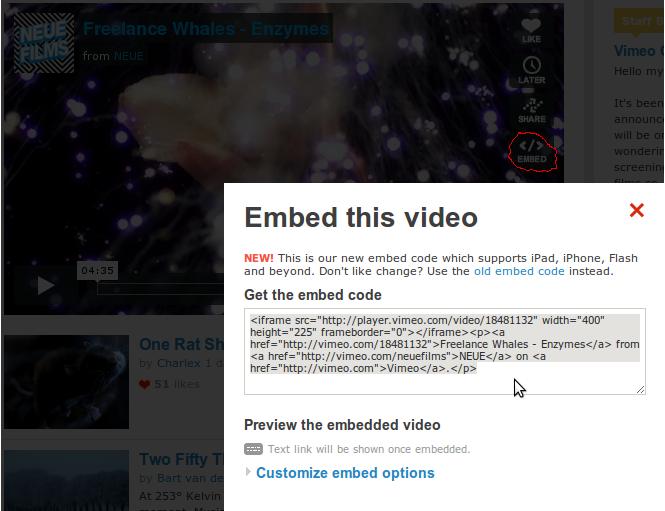 NEUE
FILMS
Freelance Whales - Enzymes
from NEUE
LIKE
LATER
SHARE
EMBED
04:35
Staff
Vimeo
Hello my
It's been
announce
will be
wonderin
screening
One Rat Sh
by Charlex 1 d
51 likes
Two Fifty T
by Bart van de
At 253° Kelvin
Embed this video
NEW! This is our new embed code which supports iPad, iPhone, Flash
and beyond. Don't like change? Use the old embed code instead.
Get the embed code
<iframe src="http://player.vimeo.com/video/18481132" width="400"
height="225" frameborder="0"></iframe><p><a
href="http://vimeo.com/18481132">Freelance Whales - Enzymes</a> from
<a href="http://vimeo.com/neuefilms">NEUE</a> on <a
href="http://vimeo.com">Vimeo</a>.</p>
Preview the embedded video
Text link will be shown once embedded.
Customize embed options